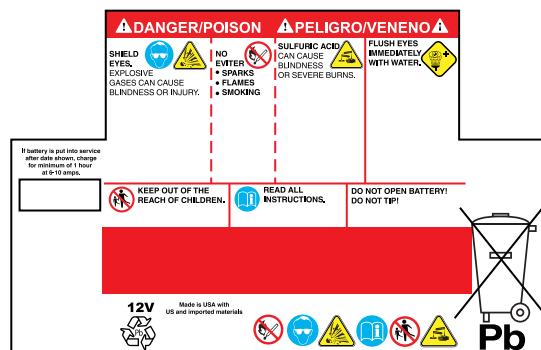 DANGER/POISON
PELIGRO/VENENO
SHIELD
EYES.
EXPLOSIVE
GASES CAN CAUSE
BLINDNESS OR INJURY.
NO
EVITER
• SPARKS
• FLAMES
• SMOKING
SULFURIC ACID
CAN CAUSE
BLINDNESS
OR SEVERE BURNS.
FLUSH EYES
IMMEDIATELY
WITH WATER.
If battery is put into service
after date shown, charge
for minimum of 1 hour
at 6-10 amps.
KEEP OUT OF THE
REACH OF CHILDREN.
READ ALL
INSTRUCTIONS.
DO NOT OPEN BATTERY!
DO NOT TIP!
12V
Pb
Made is USA with
US and imported materials
Pb